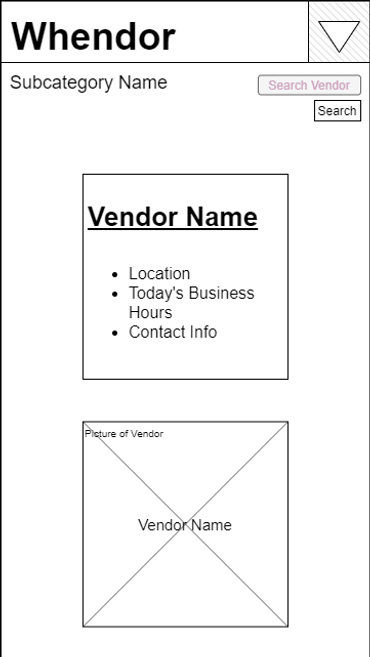 Whendor
Subcategory Name
Search Vendor
Search
Vendor Name
Location
Today's Business
Hours
Contact Info
Picture of Vendor
Vendor Name